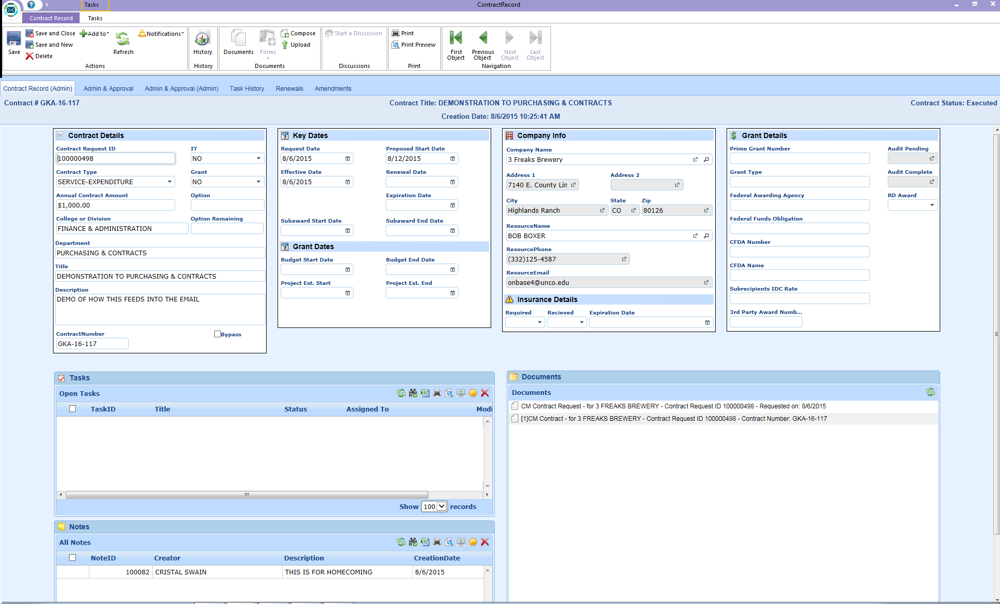 Tasks
ContractRecord
Contract Record
Tasks
Save
Save and Close
Save and New
Delete
Add to
Refresh
Notifications
Actions
History
History
Documents
Forms
Compose
Upload
Documents
Start a Discussion
Discussions
Print
Print Preview
Print
First Object
Previous Object
Next Object
Last Object
Navigation
Contract Record (Admin)
Admin & Approval
Admin & Approval (Admin)
Task History
Renewals
Amendments
Contract # GKA-16-117
Contract Title: DEMONSTRATION TO PURCHASING & CONTRACTS
Contract Status: Executed
Creation Date: 8/6/2015 10:25:41 AM
Contract Details
Contract Request ID
IT
100000498
NO
Contract Type
Grant
SERVICE-EXPENDITURE
NO
Annual Contract Amount
Option
$1,000.00
College or Division
Option Remaining
FINANCE & ADMINISTRATION
Department
PURCHASING & CONTRACTS
Title
DEMONSTRATION TO PURCHASING & CONTRACTS
Description
DEMO OF HOW THIS FEEDS INTO THE EMAIL
ContractNumber
Bypass
GKA-16-117
7 Key Dates
Request Date
Proposed Start Date
8/6/2015
8/12/2015
Effective Date
Renewal Date
8/6/2015
Expiration Date
Subaward Start Date
Subaward End Date
7 Grant Dates
Budget Start Date
Budget End Date
Project Est. Start
Project Est. End
Company Info
Company Name
3 Freaks Brewery
Address 1
Address 2
7140 E. County Lin
City
State
Zip
Highlands Ranch
CO
80126
ResourceName
BOB BOXER
ResourcePhone
(332)125-4587
ResourceEmail
onbase4@unco.edu
Insurance Details
Required
Recieved
Expiration Date
$ Grant Details
Prime Grant Number
Audit Pending
Grant Type
Audit Complete
Federal Awarding Agency
RD Award
Federal Funds Obligation
CFDA Number
CFDA Name
Subrecipients IDC Rate
3rd Party Award Numb...
Tasks
Open Tasks
TaskID
Title
Status
Assigned To
Modi
Show 100 records
Notes
All Notes
NoteID
Creator
Description
CreationDate
100082
CRISTAL SWAIN
THIS IS FOR HOMECOMING
8/6/2015
Documents
Documents
CM Contract Request - for 3 FREAKS BREWERY - Contract Request ID 100000498 - Requested on: 8/6/2015
[1]CM Contract - for 3 FREAKS BREWERY - Contract Request ID 100000498 - Contract Number: GKA-16-117